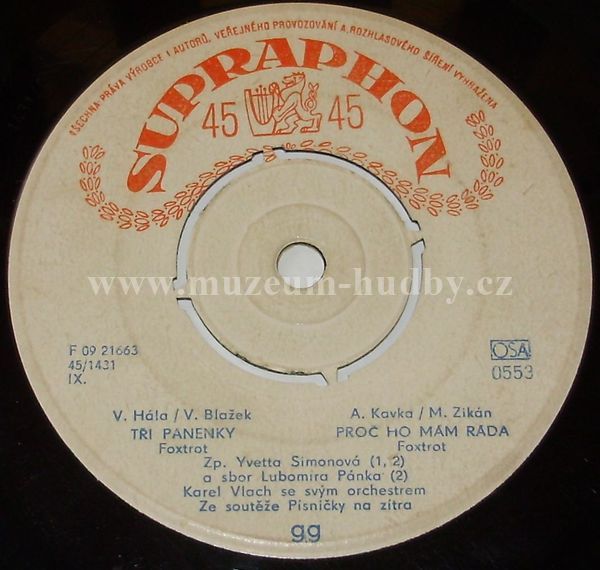 VŠECHNA PRÁVA VÝROBCE I AUTORŮ, VEŘEJNÉHO PROVOZOVÁNÍ A ROZHLASOVÉHO ŠÍŘENÍ VYHRAŽENA
SUPRAPHON
45 45
www.muzeum-hudby.cz
F 09 21663
45/1431
IX.
OSA
0553
V. Hála / V. Blažek
TŘI PANENKY
Foxtrot
A. Kavka / M. Zikán
PROČ HO MÁM RÁDA
Foxtrot
Zp. Yvetta Simonová (1, 2)
a sbor Lubomíra Pánka (2)
Karel Vlach se svým orchestrem
Ze soutěže Písničky na zítra
gg